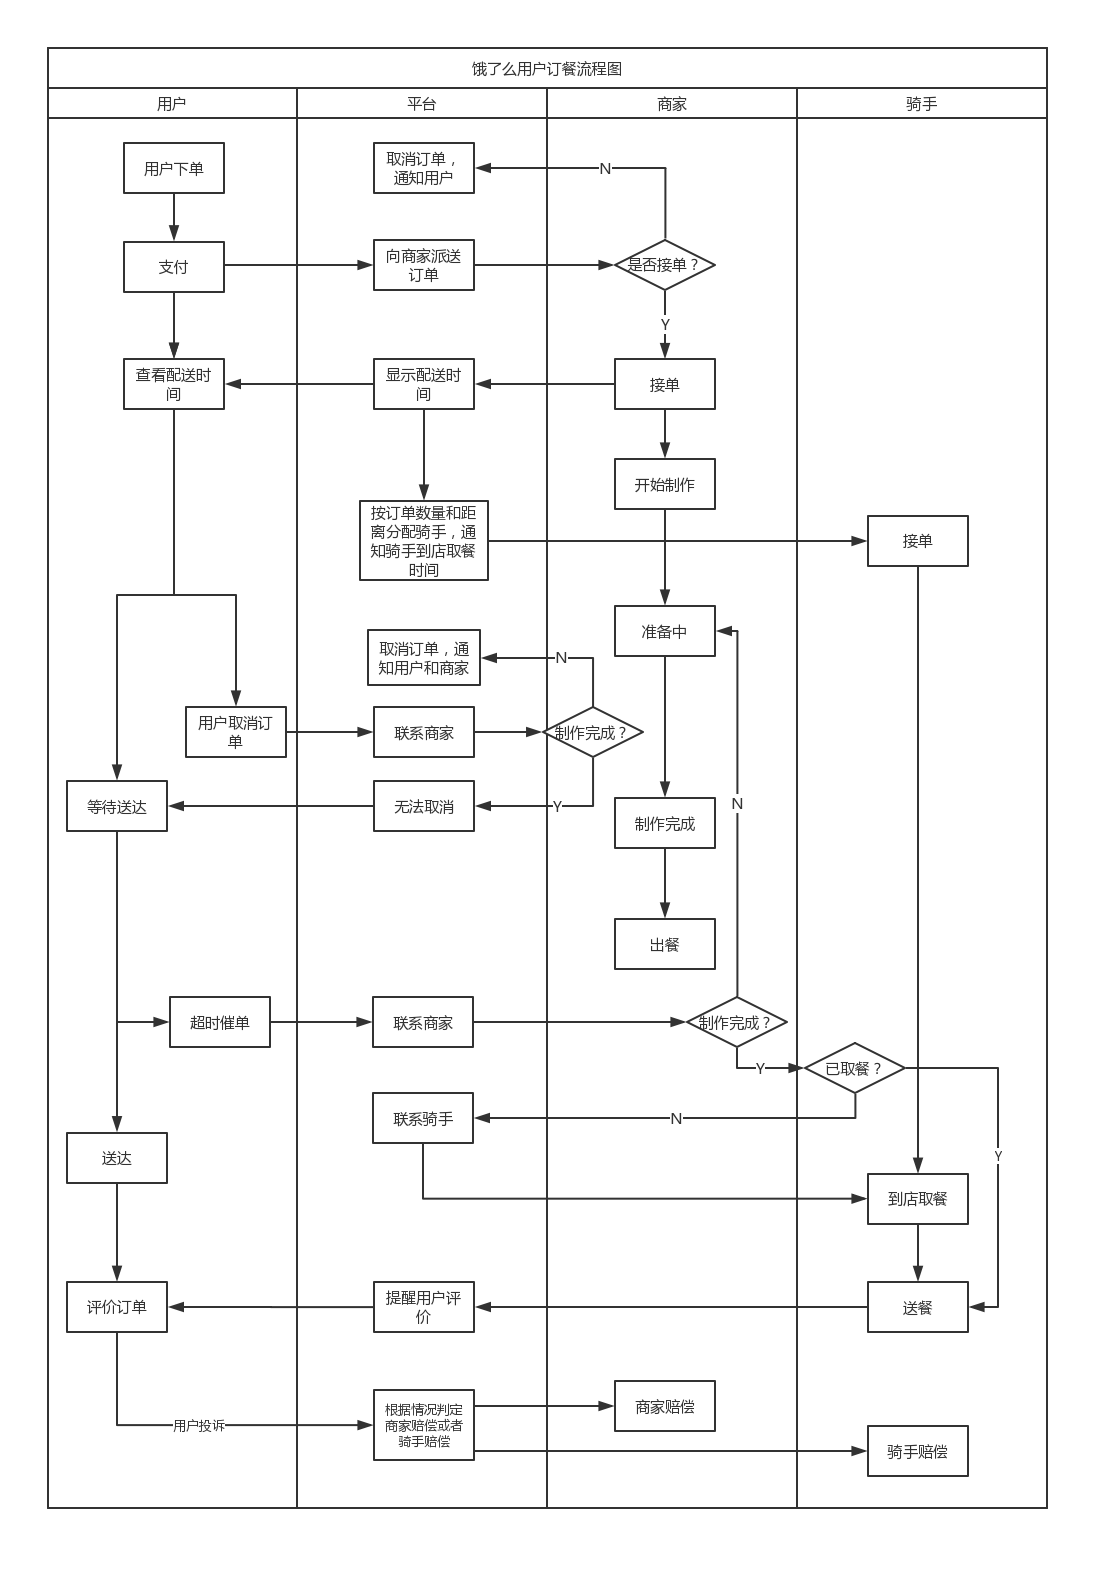 饿了么用户订餐流程图
用户
平台
商家
骑手
用户下单
取消订单，
通知用户
N
支付
向商家派送
订单
是否接单？
Y
查看配送时
间
显示配送时
间
接单
开始制作
按订单数量和距
离分配骑手，通
知骑手到店取餐
时间
接单
准备中
取消订单，通
知用户和商家
N
用户取消订
单
联系商家
制作完成？
等待送达
无法取消
Y
N
制作完成
出餐
超时催单
联系商家
制作完成？
Y
已取餐？
联系骑手
N
Y
送达
到店取餐
评价订单
提醒用户评
价
送餐
用户投诉
根据情况判定
商家赔偿或者
骑手赔偿
商家赔偿
骑手赔偿